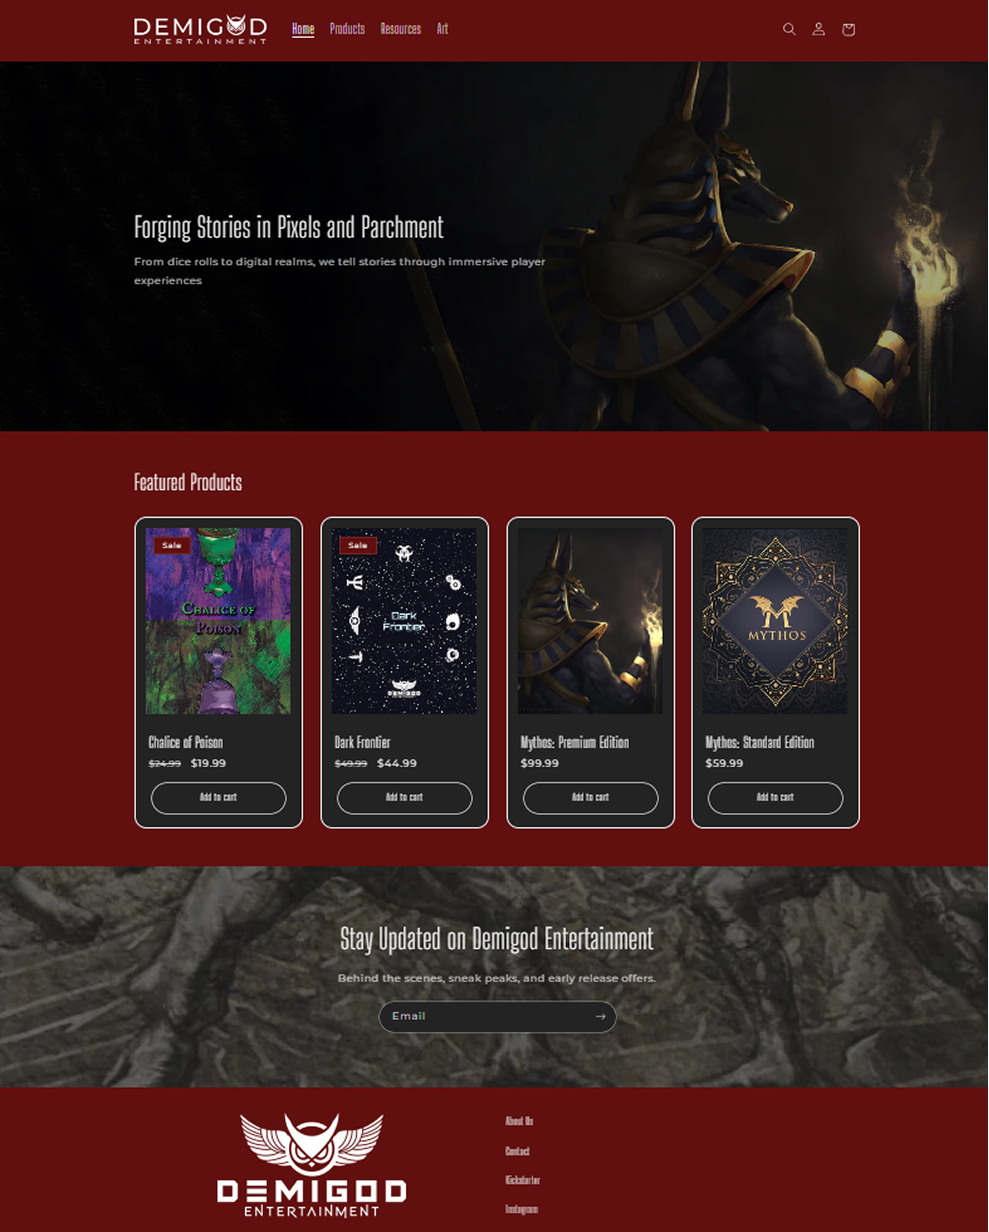 DEMIGOD
ENTERTAINMENT
Home Products Resources Art
Forging Stories in Pixels and Parchment
From dice rolls to digital realms, we tell stories through immersive player
experiences
Featured Products
Sale
CHALICE OF
POISON
Chalice of Poison
$24.99 $19.99
Add to cart
Sale
Dark
Frontier
DEMIGOD
Dark Frontier
$49.99 $44.99
Add to cart
Mythos: Premium Edition
$99.99
Add to cart
M
MYTHOS
Mythos: Standard Edition
$59.99
Add to cart
Stay Updated on Demigod Entertainment
Behind the scenes, sneak peaks, and early release offers.
Email
DEMIGOD
ENTERTAINMENT
About Us
Contact
Kickstarter
Instagram